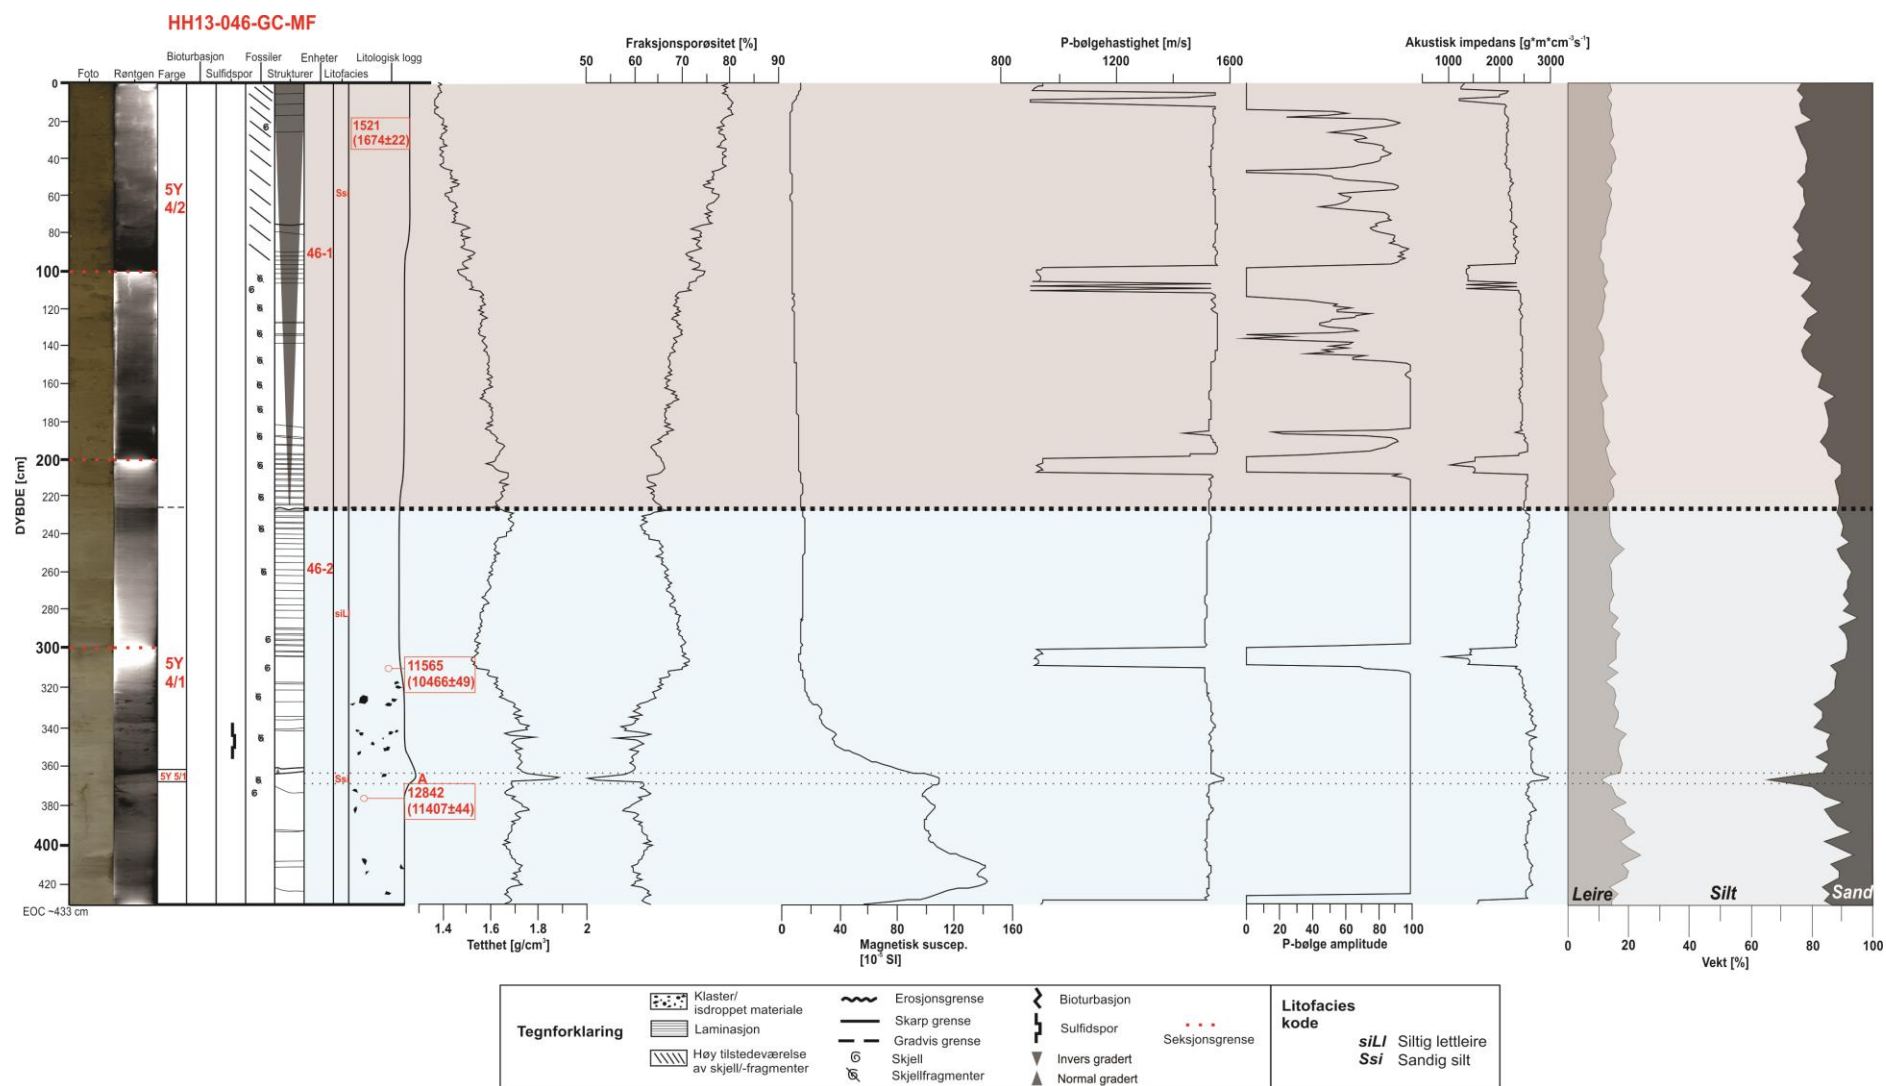 HH13-046-GC-MF
Fraksjonsporøsitet [%]
P-bølgehastighet [m/s]
Akustisk impedans [g*m*cm⁻³s⁻¹]
Bioturbasjon Fossiler Enheter Litologisk logg
Foto Røntgen Farge Sulfidspor Strukturer Litofacies
50 60 70 80 90
800 1200 1600
1000 2000 3000
0
20
40
60
80
100
120
140
160
180
200
220
240
260
280
300
320
340
360
380
400
420
DYBDE [cm]
EOC ~433 cm
1521
(1674±22)
5Y
4/2
Ssi
46-1
46-2
siLl
5Y
4/1
11565
(10466±49)
5Y 5/1
Ssi
A
12842
(11407±44)
Leire Silt Sand
1.4 1.6 1.8 2
Tetthet [g/cm³]
0 40 80 120 160
Magnetisk suscep.
[10⁻⁵ SI]
0 20 40 60 80 100
P-bølge amplitude
0 20 40 60 80 100
Vekt [%]
Tegnforklaring
Klaster/
isdroppet materiale
Laminasjon
Høy tilstedeværelse
av skjell/-fragmenter
Erosjonsgrense
Skarp grense
Gradvis grense
Skjell
Skjellfragmenter
Bioturbasjon
Sulfidspor
Invers gradert
Normal gradert
Seksjonsgrense
Litofacies
kode
siLl Siltig lettleire
Ssi Sandig silt